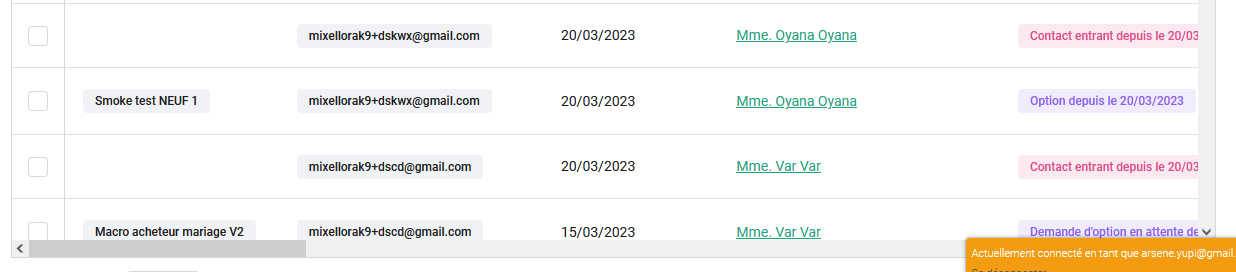 mixellorak9+dskwx@gmail.com 20/03/2023 Mme. Oyana Oyana Contact entrant depuis le 20/03
Smoke test NEUF 1 mixellorak9+dskwx@gmail.com 20/03/2023 Mme. Oyana Oyana Option depuis le 20/03/2023
mixellorak9+dscd@gmail.com 20/03/2023 Mme. Var Var Contact entrant depuis le 20/03
Macro acheteur mariage V2 mixellorak9+dscd@gmail.com 15/03/2023 Mme. Var Var Demande d'option en attente de
Actuellement connecté en tant que arsene.yupi@gmail.
Se déconnecter